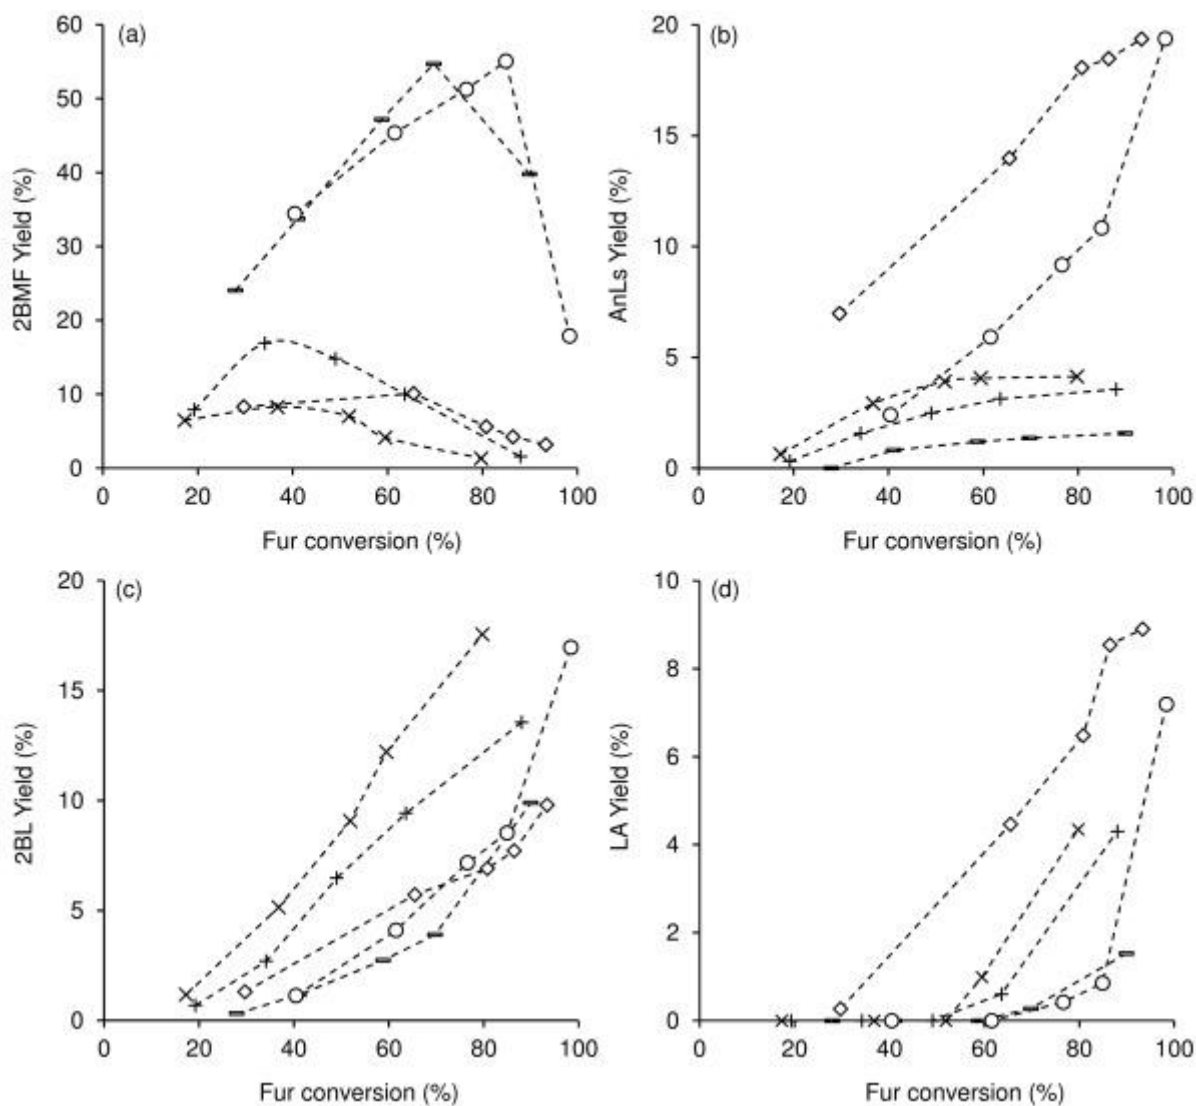 (a)
60
50
40
30
20
10
0
2BMF Yield (%)
0 20 40 60 80 100
Fur conversion (%)
(b)
20
15
10
5
0
AnLs Yield (%)
0 20 40 60 80 100
Fur conversion (%)
(c)
20
15
10
5
0
2BL Yield (%)
0 20 40 60 80 100
Fur conversion (%)
(d)
10
8
6
4
2
0
LA Yield (%)
0 20 40 60 80 100
Fur conversion (%)